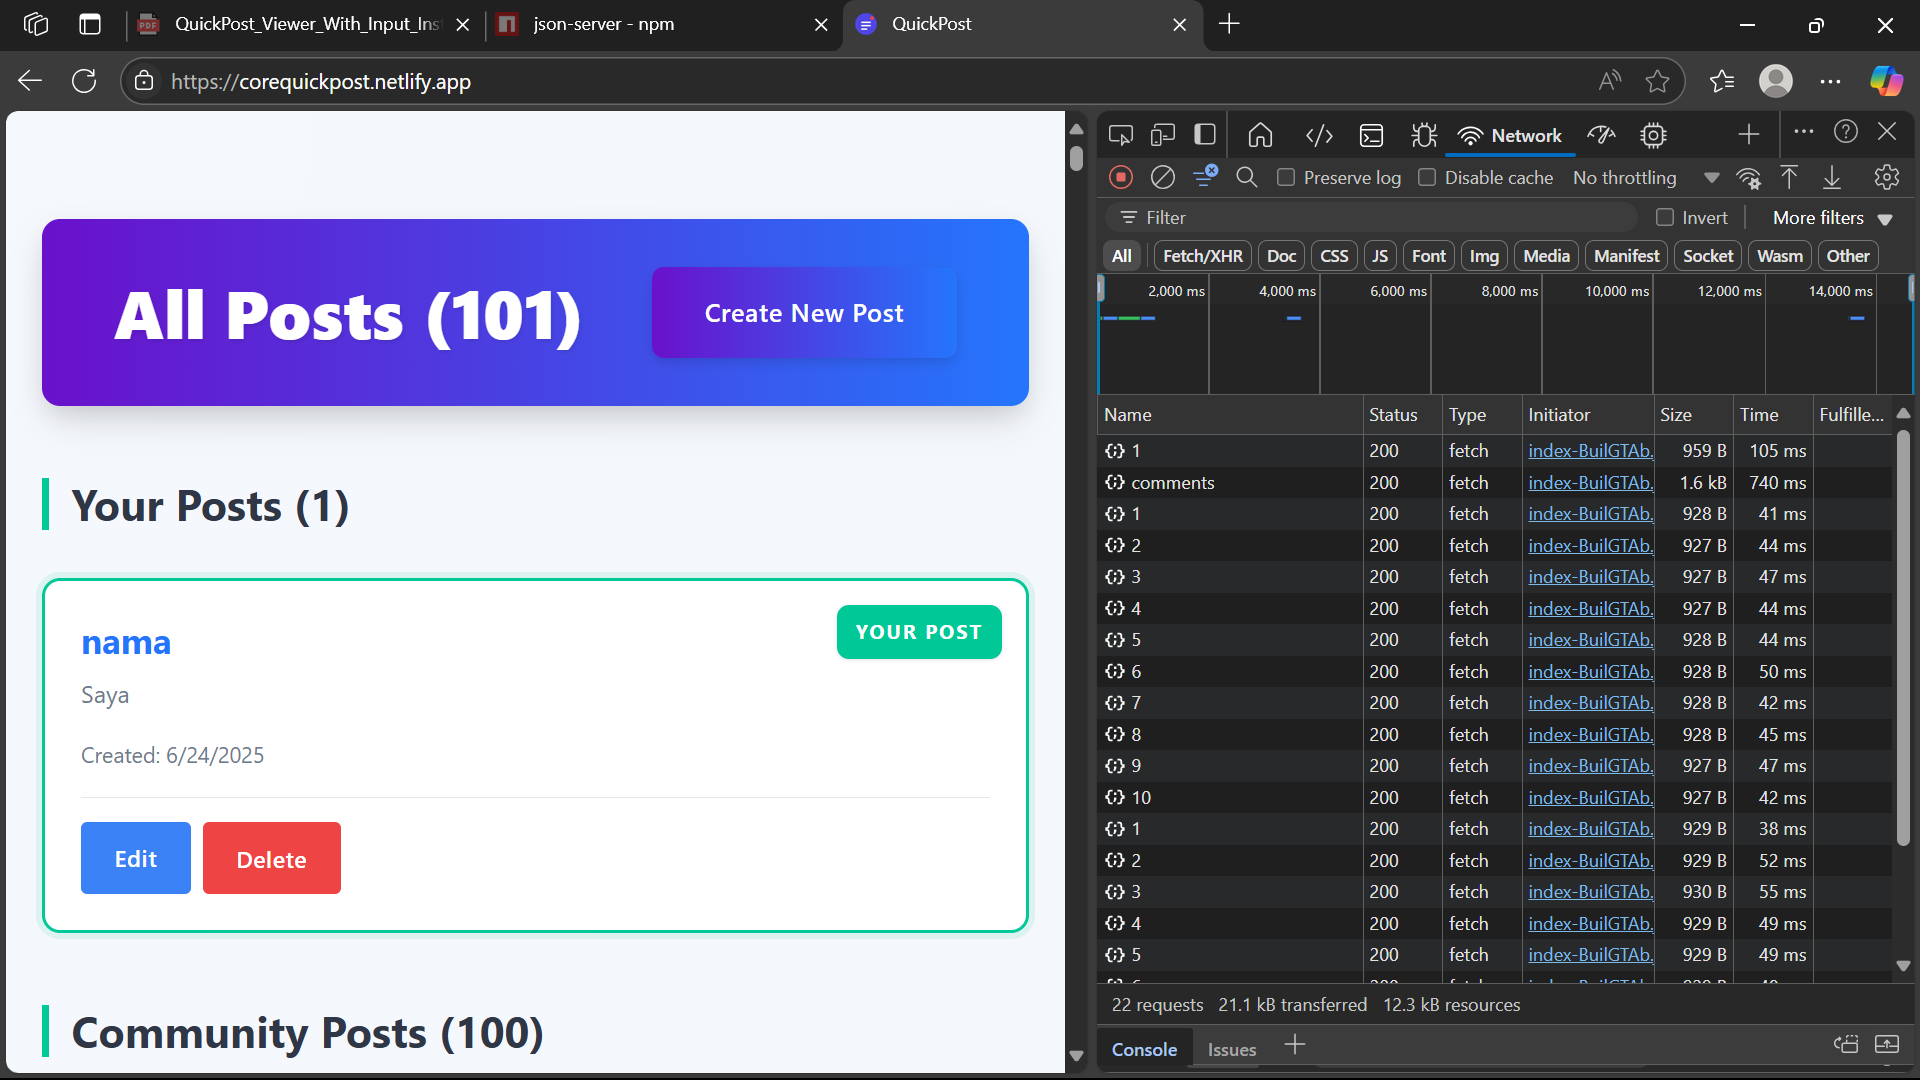 QuickPost_Viewer_With_Input_Inst
json-server - npm
QuickPost
https://corequickpost.netlify.app
All Posts (101)
Create New Post
Your Posts (1)
nama
YOUR POST
Saya
Created: 6/24/2025
Edit
Delete
Community Posts (100)
Network
Preserve log
Disable cache
No throttling
Filter
Invert
More filters
All
Fetch/XHR
Doc
CSS
JS
Font
Img
Media
Manifest
Socket
Wasm
Other
2,000 ms
4,000 ms
6,000 ms
8,000 ms
10,000 ms
12,000 ms
14,000 ms
Name Status Type Initiator Size Time Fulfille...
1 200 fetch index-BuilGTAb. 959 B 105 ms
comments 200 fetch index-BuilGTAb. 1.6 kB 740 ms
1 200 fetch index-BuilGTAb. 928 B 41 ms
2 200 fetch index-BuilGTAb. 927 B 44 ms
3 200 fetch index-BuilGTAb. 927 B 47 ms
4 200 fetch index-BuilGTAb. 927 B 44 ms
5 200 fetch index-BuilGTAb. 928 B 44 ms
6 200 fetch index-BuilGTAb. 928 B 50 ms
7 200 fetch index-BuilGTAb. 928 B 42 ms
8 200 fetch index-BuilGTAb. 928 B 45 ms
9 200 fetch index-BuilGTAb. 927 B 47 ms
10 200 fetch index-BuilGTAb. 927 B 42 ms
1 200 fetch index-BuilGTAb. 929 B 38 ms
2 200 fetch index-BuilGTAb. 929 B 52 ms
3 200 fetch index-BuilGTAb. 930 B 55 ms
4 200 fetch index-BuilGTAb. 929 B 49 ms
5 200 fetch index-BuilGTAb. 929 B 49 ms
22 requests 21.1 kB transferred 12.3 kB resources
Console
Issues